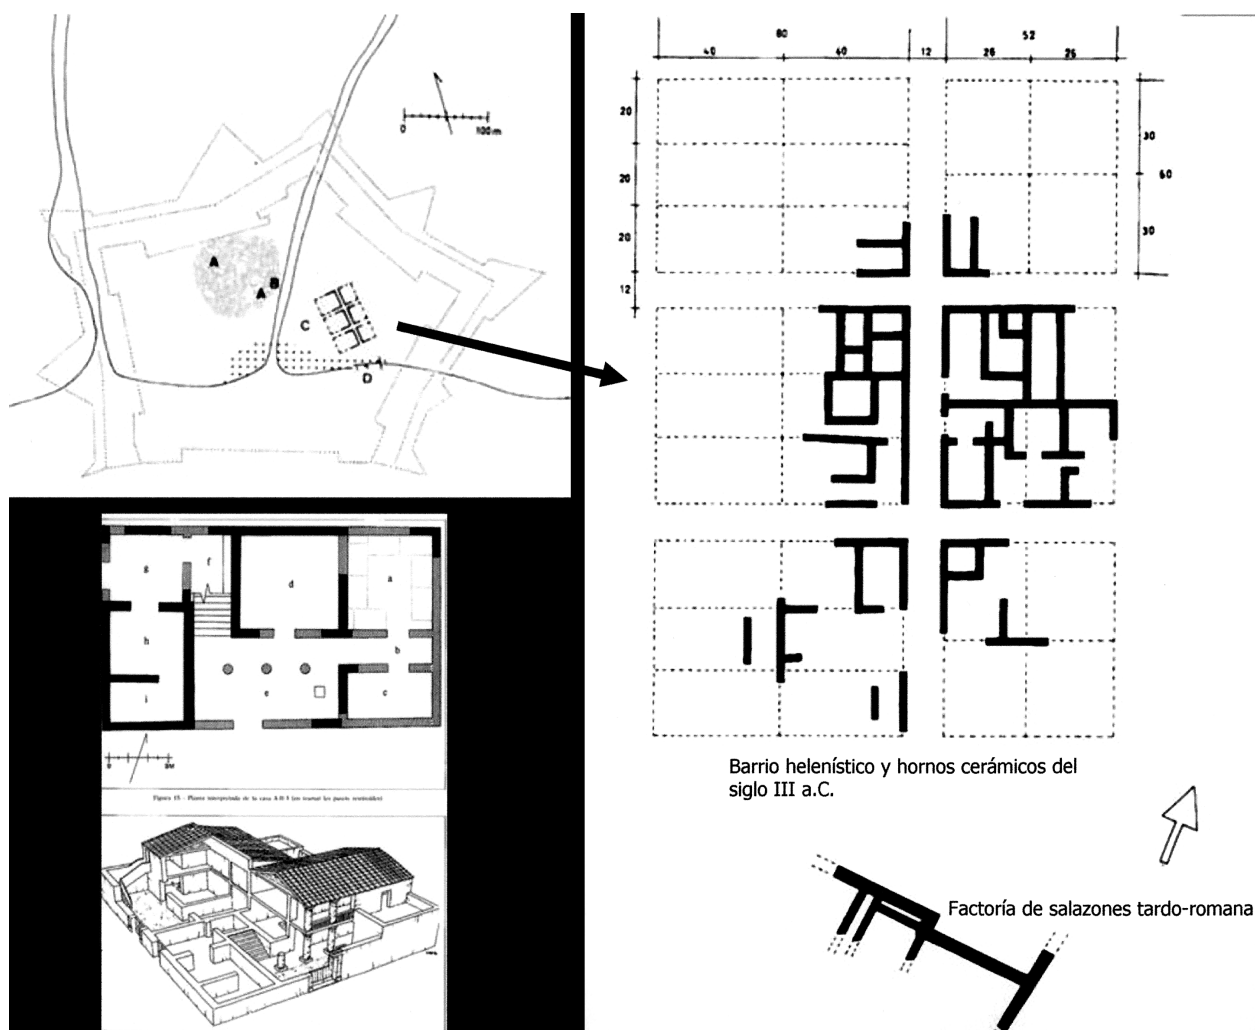 0
100m
A
A
B
C
D
g
f
d
a
h
b
i
e
c
80
40
40
12
52
26
26
20
20
20
12
30
60
30
Barrio helenístico y hornos cerámicos del
siglo III a.C.
Factoría de salazones tardo-romana